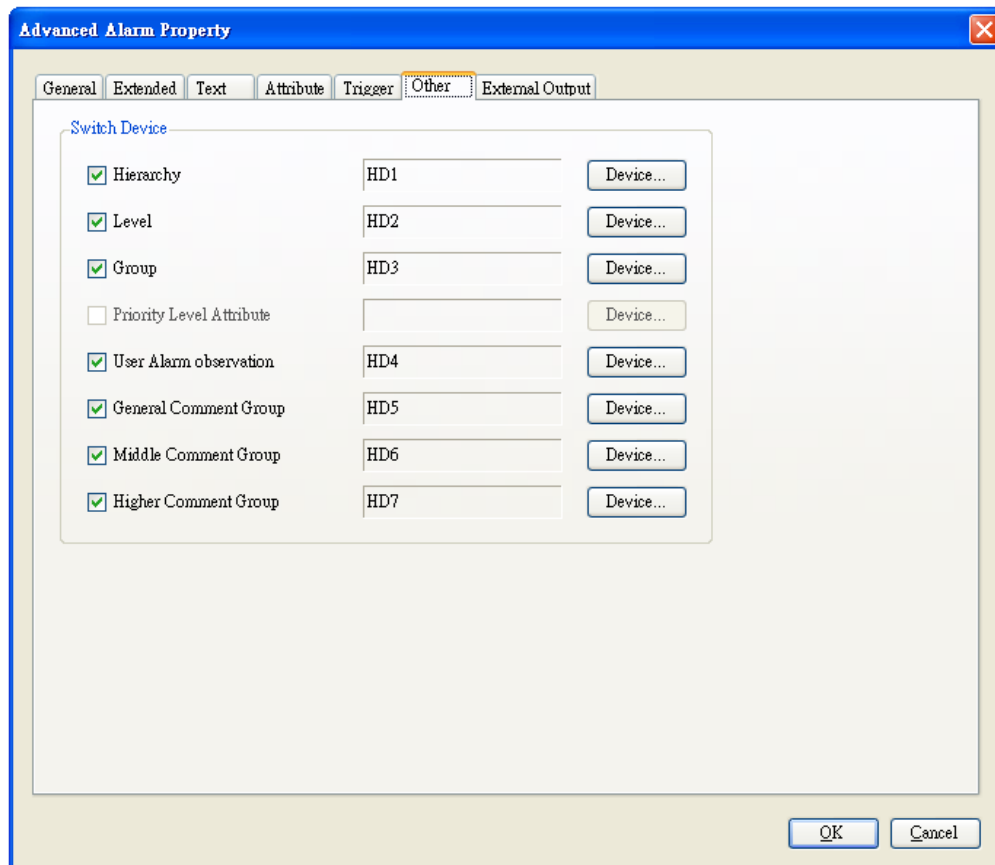 Advanced Alarm Property
General Extended Text Attribute Trigger Other External Output
Switch Device
Hierarchy HD1 Device...
Level HD2 Device...
Group HD3 Device...
Priority Level Attribute Device...
User Alarm observation HD4 Device...
General Comment Group HD5 Device...
Middle Comment Group HD6 Device...
Higher Comment Group HD7 Device...
OK Cancel